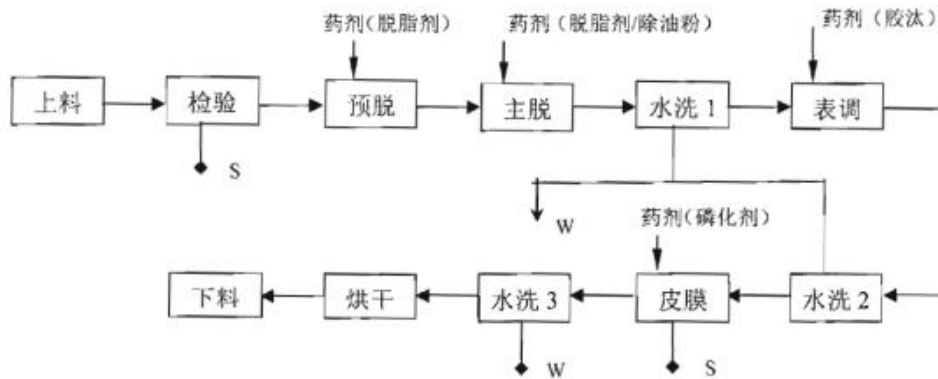 药剂(脱脂剂)
药剂(脱脂剂/除油粉)
药剂(胶汰)
上料
检验
预脱
主脱
水洗 1
表调
S
W
药剂(磷化剂)
下料
烘干
水洗 3
皮膜
水洗 2
W
S